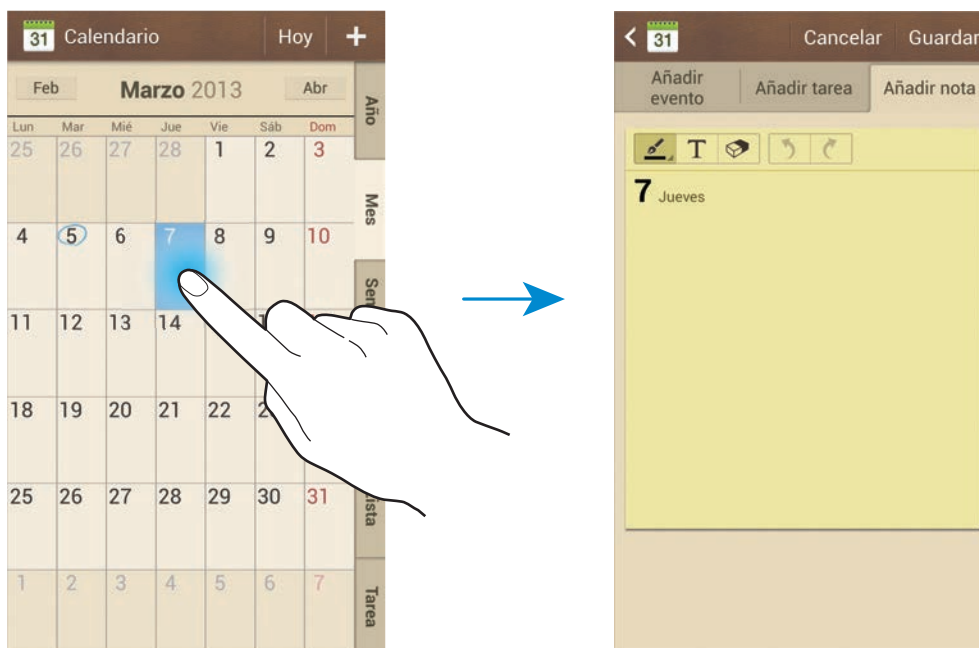 31 Calendario Hoy +
Feb Marzo 2013 Abr
Lun Mar Mié Jue Vie Sáb Dom
25 26 27 28 1 2 3
4 5 6 7 8 9 10
11 12 13 14
18 19 20 21 22
25 26 27 28 29 30 31
1 2 3 4 5 6 7
Año
Mes
Tarea
31 Cancelar Guardar
Añadir
evento
Añadir tarea
Añadir nota
T
7 Jueves